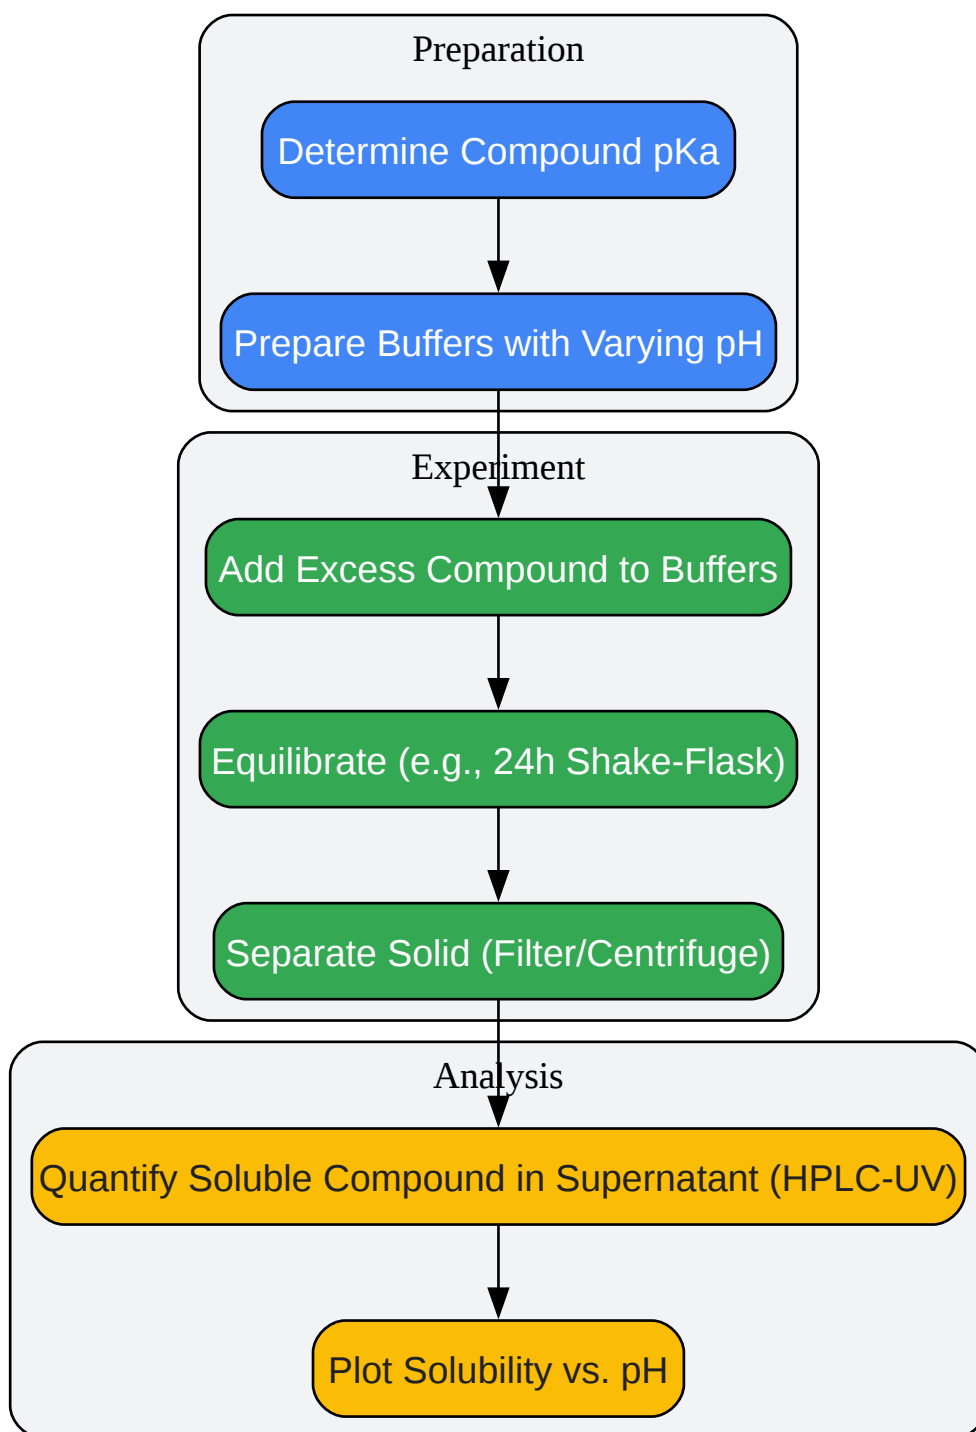 Preparation
Determine Compound pKa
Prepare Buffers with Varying pH
Experiment
Add Excess Compound to Buffers
Equilibrate (e.g., 24h Shake-Flask)
Separate Solid (Filter/Centrifuge)
Analysis
Quantify Soluble Compound in Supernatant (HPLC-UV)
Plot Solubility vs. pH